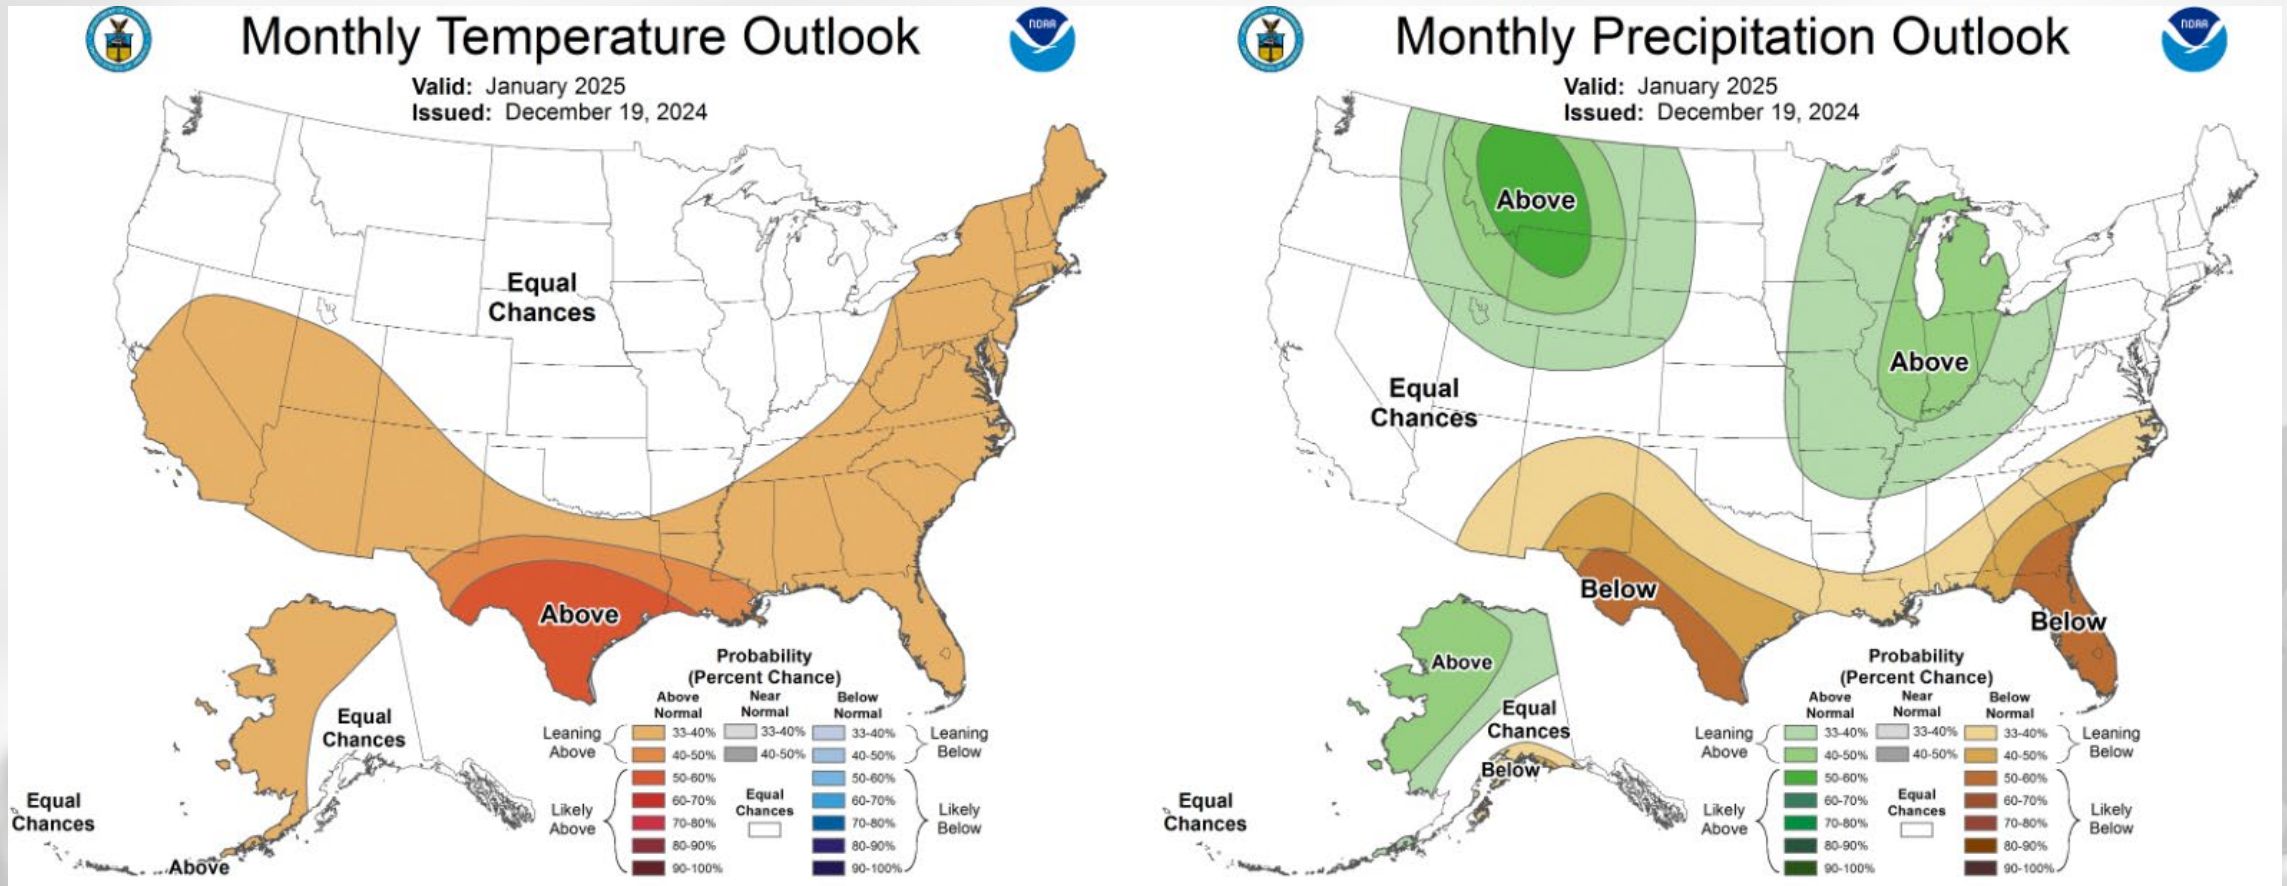 Monthly Temperature Outlook
NOAA
Valid: January 2025
Issued: December 19, 2024
Equal
Chances
Above
Equal
Chances
Equal
Chances
Above
Probability
(Percent Chance)
Above
Normal
Near
Normal
Below
Normal
Leaning
Above
33-40%
33-40%
33-40%
Leaning
Below
40-50%
40-50%
40-50%
50-60%
50-60%
Likely
Above
60-70%
Equal
Chances
60-70%
Likely
Below
70-80%
70-80%
80-90%
80-90%
90-100%
90-100%
Monthly Precipitation Outlook
NOAA
Valid: January 2025
Issued: December 19, 2024
Above
Above
Equal
Chances
Below
Below
Above
Equal
Chances
Below
Equal
Chances
Probability
(Percent Chance)
Above
Normal
Near
Normal
Below
Normal
Leaning
Above
33-40%
33-40%
33-40%
Leaning
Below
40-50%
40-50%
40-50%
50-60%
50-60%
Likely
Above
60-70%
Equal
Chances
60-70%
Likely
Below
70-80%
70-80%
80-90%
80-90%
90-100%
90-100%